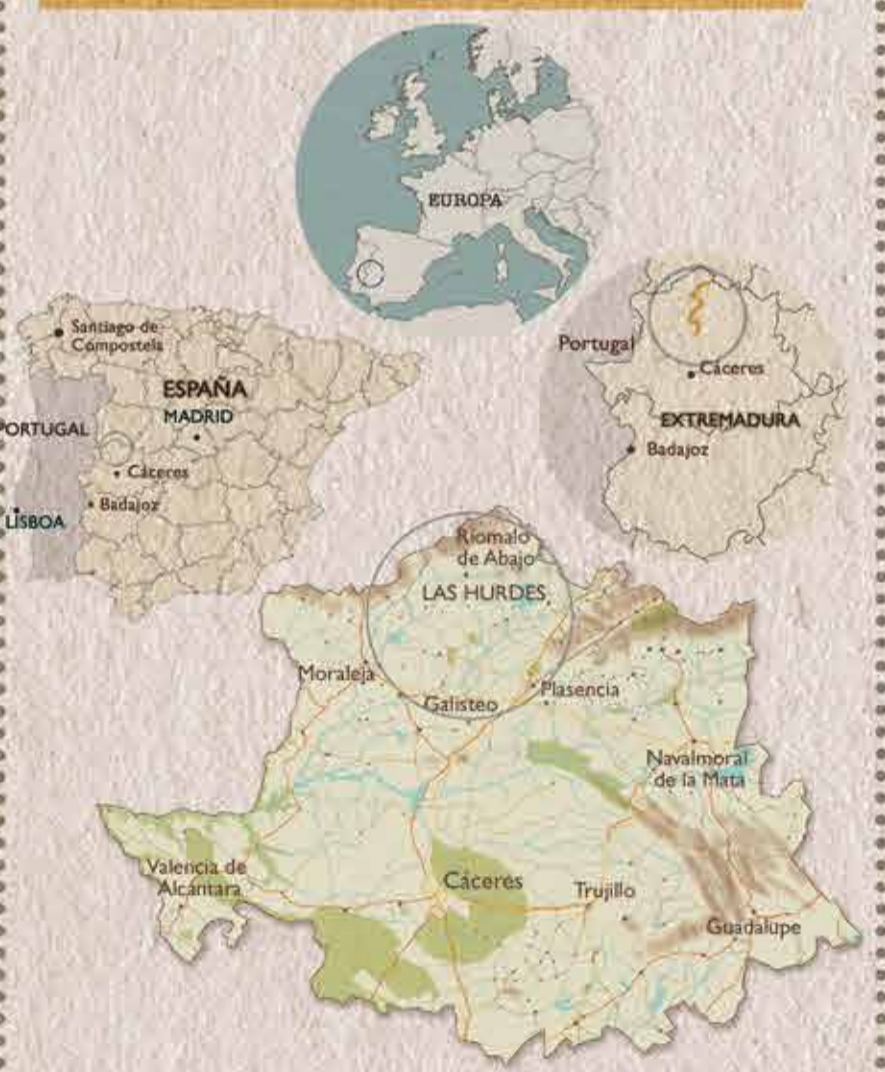 EUROPA
Santiago de
Compostela
ESPAÑA
MADRID
PORTUGAL
Cáceres
Badajoz
LISBOA
Portugal
Cáceres
EXTREMADURA
Badajoz
Ríomalo
de Abajo
LAS HURDES
Moraleja
Galisteo
Plasencia
Navalmoral
de la Mata
Valencia de
Alcántara
Cáceres
Trujillo
Guadalupe